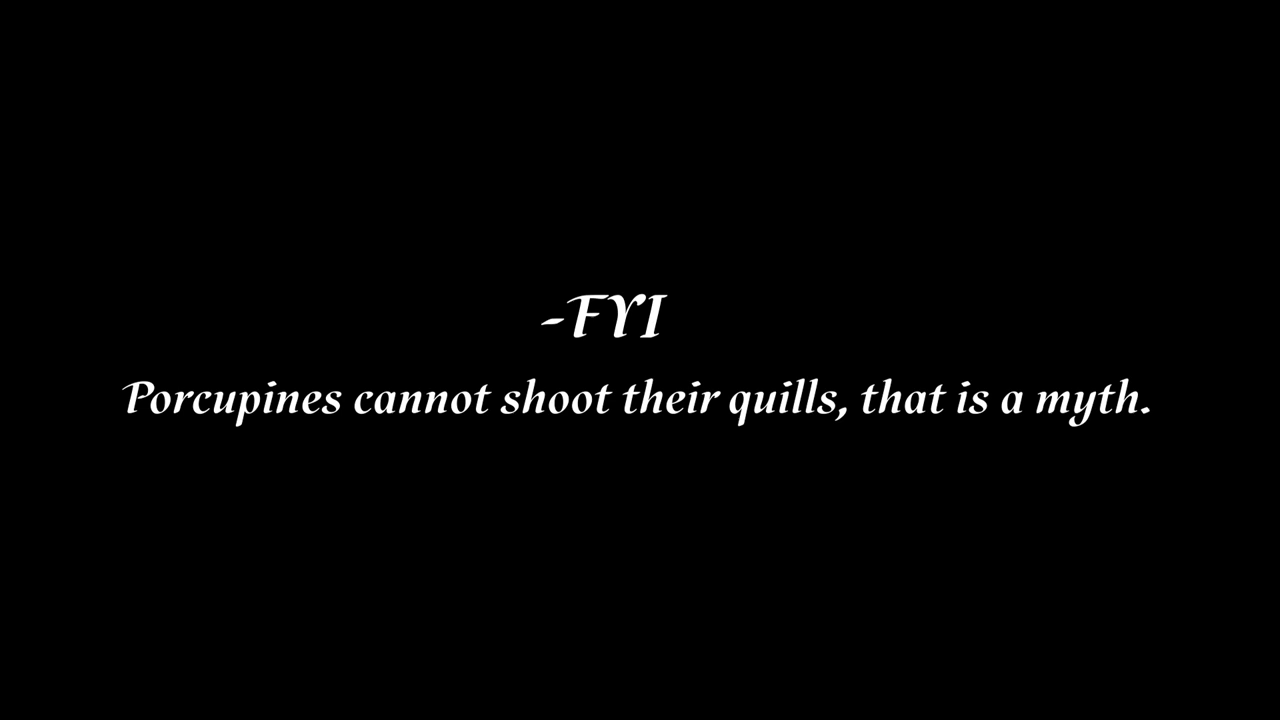 -FYI
Porcupines cannot shoot their quills, that is a myth.